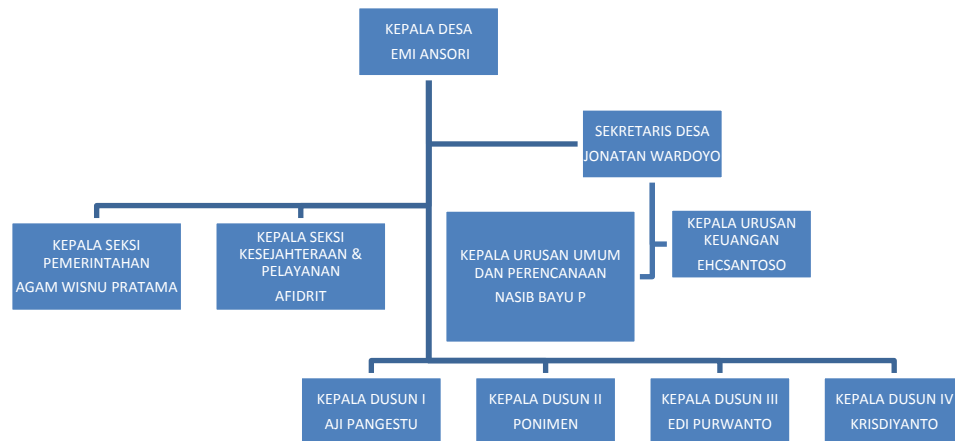 KEPALA DESA
EMI ANSORI
SEKRETARIS DESA
JONATAN WARDOYO
KEPALA SEKSI
PEMERINTAHAN
AGAM WISNU PRATAMA
KEPALA SEKSI
KESEJAHTERAAN &
PELAYANAN
AFIDRIT
KEPALA URUSAN UMUM
DAN PERENCANAAN
NASIB BAYU P
KEPALA URUSAN
KEUANGAN
EHCSANTOSO
KEPALA DUSUN I
AJI PANGESTU
KEPALA DUSUN II
PONIMEN
KEPALA DUSUN III
EDI PURWANTO
KEPALA DUSUN IV
KRISDIYANTO